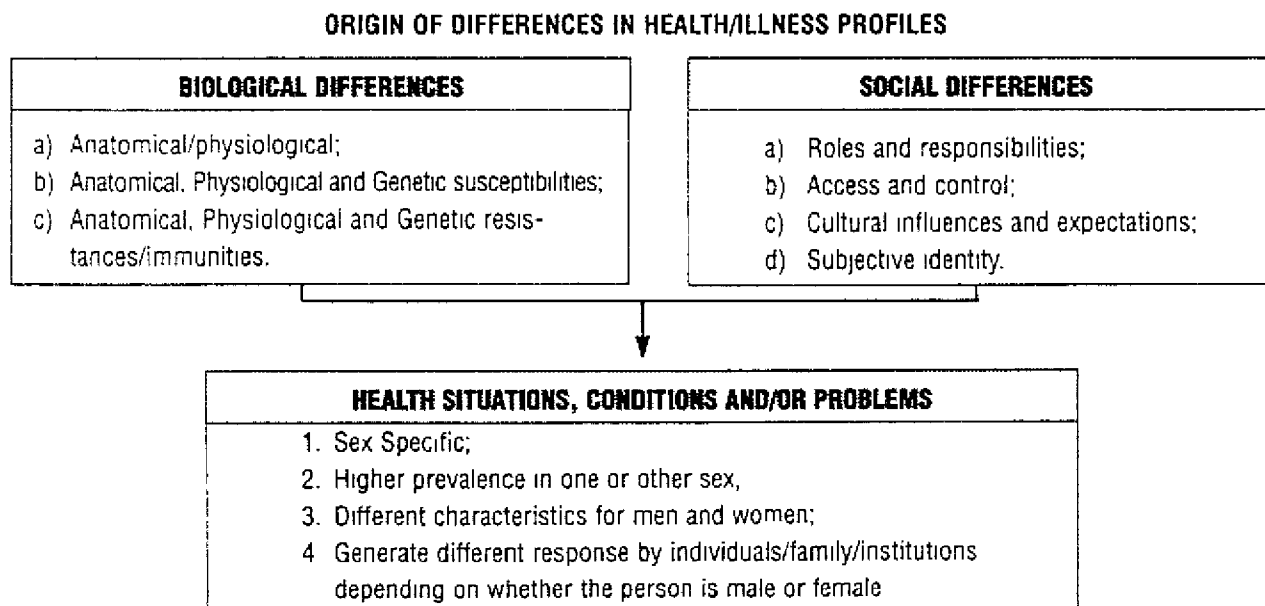 ORIGIN OF DIFFERENCES IN HEALTH/ILLNESS PROFILES
BIOLOGICAL DIFFERENCES
a) Anatomical/physiological;
b) Anatomical, Physiological and Genetic susceptibilities;
c) Anatomical, Physiological and Genetic resis-
tances/immunities.
SOCIAL DIFFERENCES
a) Roles and responsibilities;
b) Access and control;
c) Cultural influences and expectations;
d) Subjective identity.
HEALTH SITUATIONS, CONDITIONS AND/OR PROBLEMS
1. Sex Specific;
2. Higher prevalence in one or other sex,
3. Different characteristics for men and women;
4 Generate different response by individuals/family/institutions
depending on whether the person is male or female